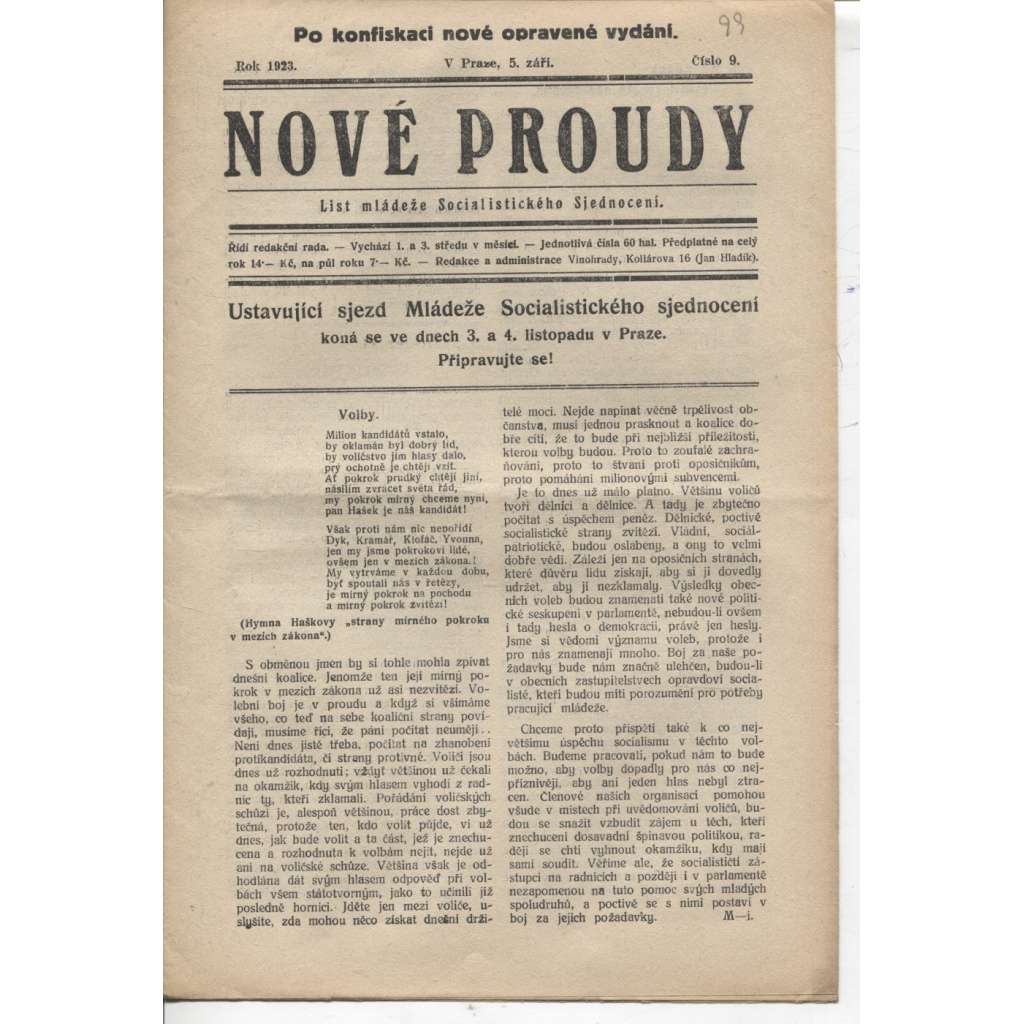 99
Po konfiskaci nové opravené vydání.
Rok 1923.
V Praze, 5. září.
Číslo 9.
NOVÉ PROUDY
List mládeže Socialistického Sjednocení.
Řídí redakční rada. — Vychází 1. a 3. středu v měsíci. — Jednotlivá čísla 60 hal. Předplatné na celý
rok 14·— Kč, na půl roku 7·— Kč. — Redakce a administrace Vinohrady, Kollárova 16 (Jan Hladík).
Ustavující sjezd Mládeže Socialistického sjednocení
koná se ve dnech 3. a 4. listopadu v Praze.
Připravujte se!
Volby.
Milion kandidátů vstalo,
by oklamán byl dobrý lid,
by voličstvo jim hlasy dalo,
prý ochotně je chtějí vzít.
Ať pokrok prudký chtějí jiní,
násilím zvracet světa řád,
my pokrok mírný chceme nyní,
pan Hašek je náš kandidát!
Však proti nám nic nepořídí
Dyk, Kramář, Klofáč, Yvonna,
jen my jsme pokrokoví lidé,
ovšem jen v mezích zákona.!
My vytrváme v každou dobu,
byť spoutali nás v řetězy,
je mírný pokrok na pochodu
a mírný pokrok zvítězí!
(Hymna Haškovy „strany mírného pokroku
v mezích zákona“.)
S obměnou jmen by si tohle mohla zpívat
dnešní koalice. Jenomže ten její mírný po-
krok v mezích zákona už asi nezvítězí. Vo-
lební boj je v proudu a když si všímáme
všeho, co teď na sebe koaliční strany poví-
dají, musíme říci, že páni počítat neumějí..
Není dnes jistě třeba, počítat na zhanobení
protikandidáta, či strany protivné. Voliči jsou
dnes už rozhodnuti; vždyť většinou už čekali
na okamžik, kdy svým hlasem vyhodí z rad-
nic ty, kteří zklamali. Pořádání voličských
schůzí je, alespoň většinou, práce dost zby-
tečná, protože ten, kdo volit půjde, ví už
dnes, jak bude volit a ta část, jež je znechu-
cena a rozhodnuta k volbám nejít, nejde už
ani na voličské schůze. Většina však je od-
hodlána dát svým hlasem odpověď při vol-
bách všem státotvorným, jako to učinili již
posledně horníci. Jděte jen mezi voliče, u-
slyšíte, zda mohou něco získat dnešní drži-
telé moci. Nejde napínat věčně trpělivost ob-
čanstva, musí jednou prasknout a koalice do-
bře cítí, že to bude při nejbližší příležitosti,
kterou volby budou. Proto to zoufalé zachra-
ňování, proto to štvaní proti oposičníkům,
proto pomáhání milionovými subvencemi.
Je to dnes už málo platno. Většinu voličů
tvoří dělníci a dělnice. A tady je zbytečno
počítat s úspěchem peněz. Dělnické, poctivé
socialistické strany zvítězí. Vládní, sociál-
patriotické, budou oslabeny, a ony to velmi
dobře vědí. Záleží jen na oposičních stranách,
které důvěru lidu získají, aby si ji dovedly
udržet, aby ji nezklamaly. Výsledky obec-
ních voleb budou znamenati také nové politi-
cké seskupení v parlamentě, nebudou-li ovšem
i tady hesla o demokracii, právě jen hesly.
Jsme si vědomi významu voleb, protože i
pro nás znamenají mnoho. Boj za naše po-
žadavky bude nám značně ulehčen, budou-li
v obecních zastupitelstvech opravdoví socia-
listé, kteří budou míti porozumění pro potřeby
pracující mládeže.
Chceme proto přispěti také k co nej-
většímu úspěchu socialismu v těchto vol-
bách. Budeme pracovali, pokud nám to bude
možno, aby volby dopadly pro nás co nej-
příznivěji, aby ani jeden hlas nebyl ztra-
cen. Členové našich organisací pomohou
všude v místech při uvědomování voličů, bu-
dou se snažit vzbudit zájem u těch, kteří
znechuceni dosavadní špinavou politikou, ra-
ději se chtí vyhnout okamžiku, kdy mají
sami soudit. Věříme ale, že socialističtí zá-
stupci na radnicích a později i v parlamentě
nezapomenou na tuto pomoc svých mladých
spoludruhů, a poctivě se s nimi postaví v
boj za jejich požadavky.
M—i.